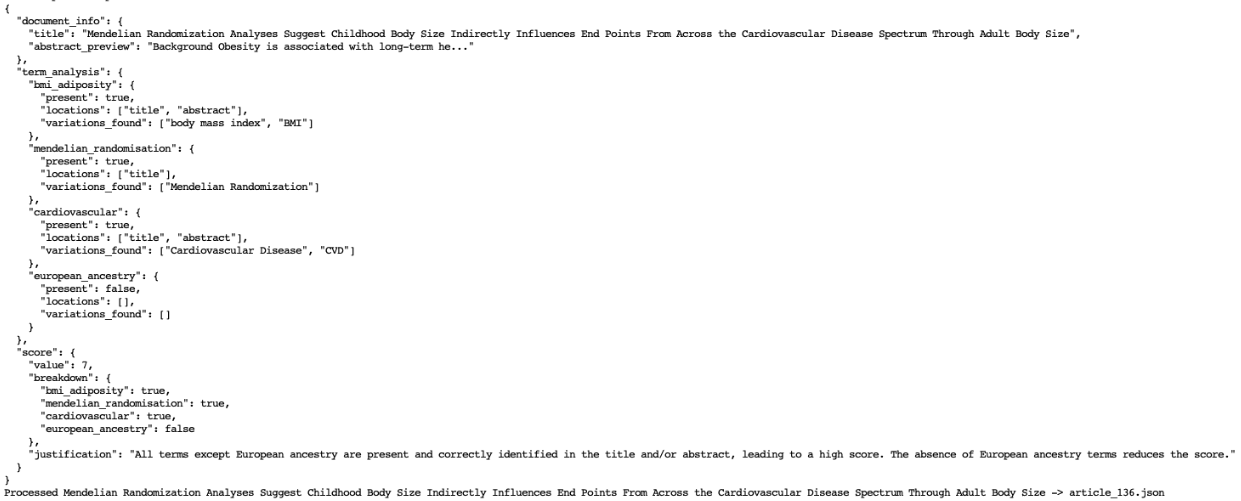 {
  "document_info": {
    "title": "Mendelian Randomization Analyses Suggest Childhood Body Size Indirectly Influences End Points From Across the Cardiovascular Disease Spectrum Through Adult Body Size",
    "abstract_preview": "Background Obesity is associated with long-term he..."
  },
  "term_analysis": {
    "bmi_adiposity": {
      "present": true,
      "locations": ["title", "abstract"],
      "variations_found": ["body mass index", "BMI"]
    },
    "mendelian_randomisation": {
      "present": true,
      "locations": ["title"],
      "variations_found": ["Mendelian Randomization"]
    },
    "cardiovascular": {
      "present": true,
      "locations": ["title", "abstract"],
      "variations_found": ["Cardiovascular Disease", "CVD"]
    },
    "european_ancestry": {
      "present": false,
      "locations": [],
      "variations_found": []
    }
  },
  "score": {
    "value": 7,
    "breakdown": {
      "bmi_adiposity": true,
      "mendelian_randomisation": true,
      "cardiovascular": true,
      "european_ancestry": false
    },
    "justification": "All terms except European ancestry are present and correctly identified in the title and/or abstract, leading to a high score. The absence of European ancestry terms reduces the score."
  }
}
Processed Mendelian Randomization Analyses Suggest Childhood Body Size Indirectly Influences End Points From Across the Cardiovascular Disease Spectrum Through Adult Body Size -> article_136.json